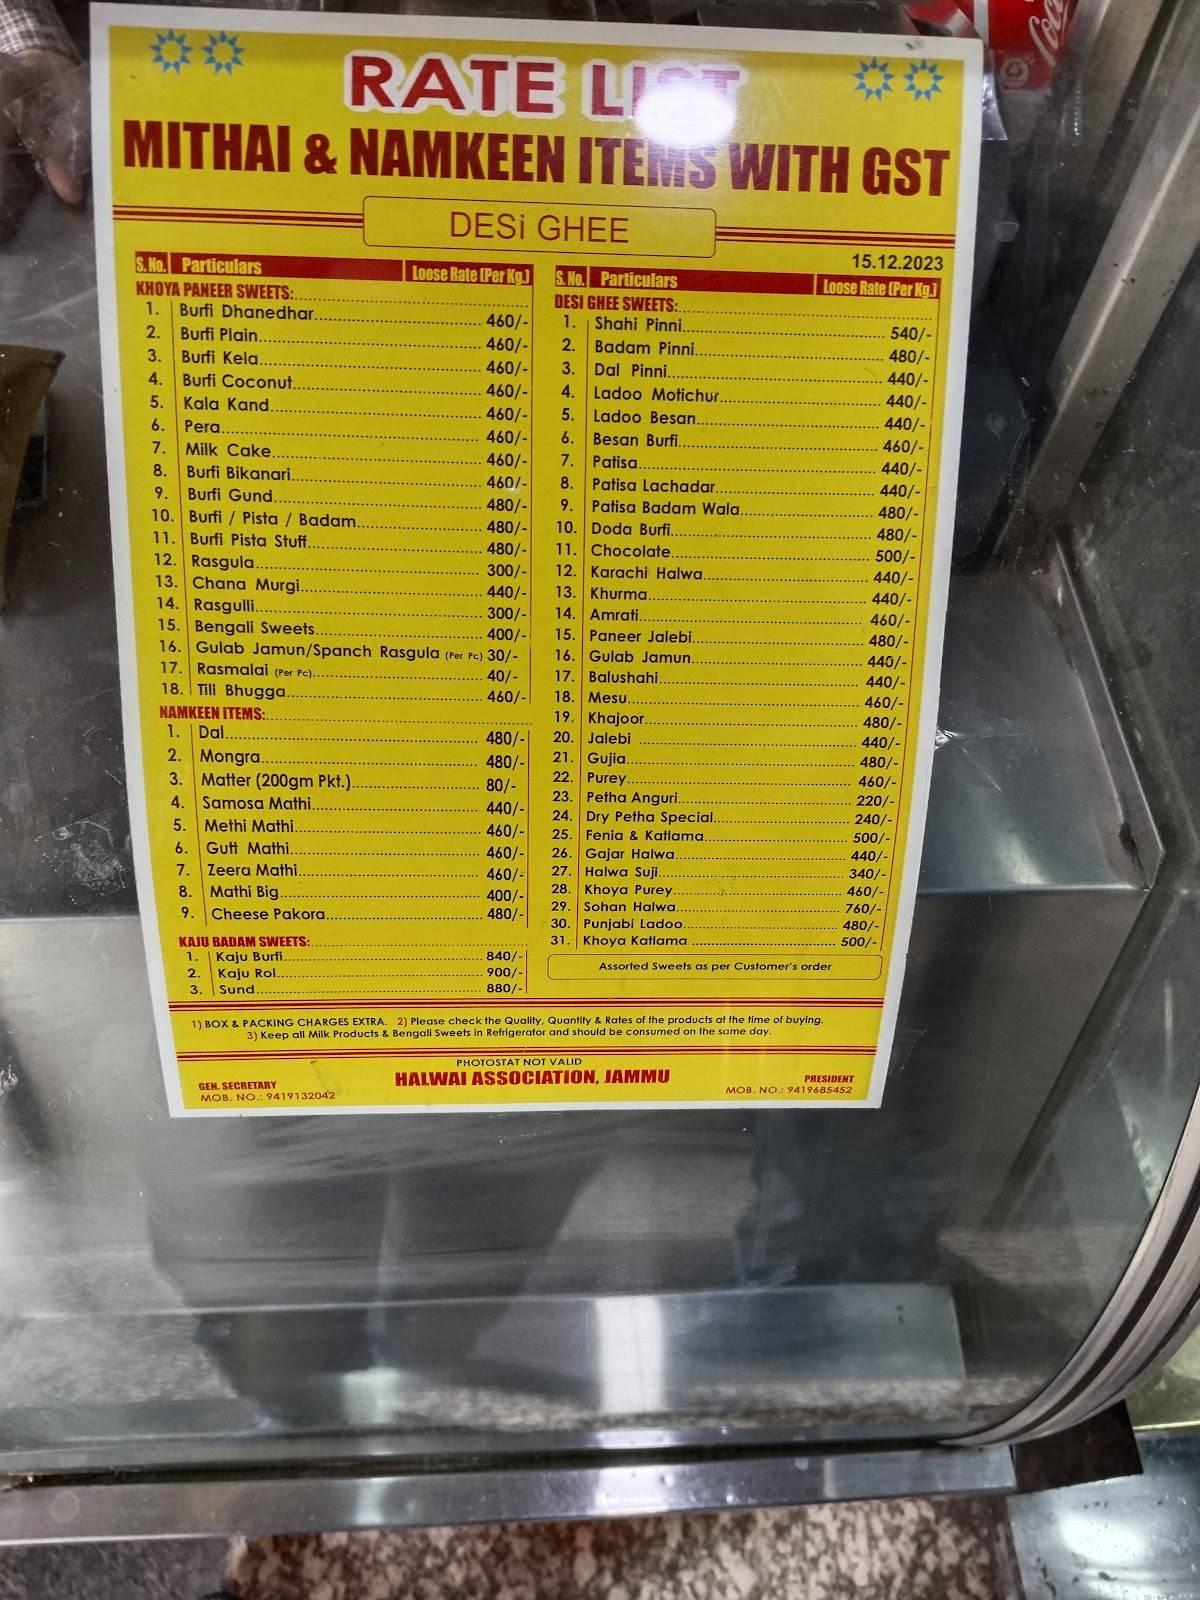 RATE LIST
MITHAI & NAMKEEN ITEMS WITH GST
DESi GHEE
15.12.2023
S. No. Particulars Loose Rate (Per Kg.)
KHOYA PANEER SWEETS:
1. Burfi Dhanedhar 460/-
2. Burfi Plain 460/-
3. Burfi Kela 460/-
4. Burfi Coconut 460/-
5. Kala Kand 460/-
6. Pera 460/-
7. Milk Cake 460/-
8. Burfi Bikanari 460/-
9. Burfi Gund 480/-
10. Burfi / Pista / Badam 480/-
11. Burfi Pista Stuff 480/-
12. Rasgula 300/-
13. Chana Murgi 440/-
14. Rasgulli 300/-
15. Bengali Sweets 400/-
16. Gulab Jamun/Spanch Rasgula (Per Pc) 30/-
17. Rasmalai (Per Pc) 40/-
18. Till Bhugga 460/-
NAMKEEN ITEMS:
1. Dal 480/-
2. Mongra 480/-
3. Matter (200gm Pkt.) 80/-
4. Samosa Mathi 440/-
5. Methi Mathi 460/-
6. Gutt Mathi 460/-
7. Zeera Mathi 460/-
8. Mathi Big 400/-
9. Cheese Pakora 480/-
KAJU BADAM SWEETS:
1. Kaju Burfi 840/-
2. Kaju Rol 900/-
3. Sund 880/-
S. No. Particulars Loose Rate (Per Kg.)
DESI GHEE SWEETS:
1. Shahi Pinni 540/-
2. Badam Pinni 480/-
3. Dal Pinni 440/-
4. Ladoo Motichur 440/-
5. Ladoo Besan 440/-
6. Besan Burfi 460/-
7. Patisa 440/-
8. Patisa Lachadar 440/-
9. Patisa Badam Wala 480/-
10. Doda Burfi 480/-
11. Chocolate 500/-
12. Karachi Halwa 440/-
13. Khurma 440/-
14. Amrati 460/-
15. Paneer Jalebi 480/-
16. Gulab Jamun 440/-
17. Balushahi 440/-
18. Mesu 460/-
19. Khajoor 480/-
20. Jalebi 440/-
21. Gujia 480/-
22. Purey 460/-
23. Petha Anguri 220/-
24. Dry Petha Special 240/-
25. Fenia & Katlama 500/-
26. Gajar Halwa 440/-
27. Halwa Suji 340/-
28. Khoya Purey 460/-
29. Sohan Halwa 760/-
30. Punjabi Ladoo 480/-
31. Khoya Katlama 500/-
Assorted Sweets as per Customer's order
1) BOX & PACKING CHARGES EXTRA. 2) Please check the Quality, Quantity & Rates of the products at the time of buying.
3) Keep all Milk Products & Bengali Sweets in Refrigerator and should be consumed on the same day.
PHOTOSTAT NOT VALID
HALWAI ASSOCIATION, JAMMU
GEN. SECRETARY
MOB. NO.: 9419132042
PRESIDENT
MOB. NO.: 9419685452